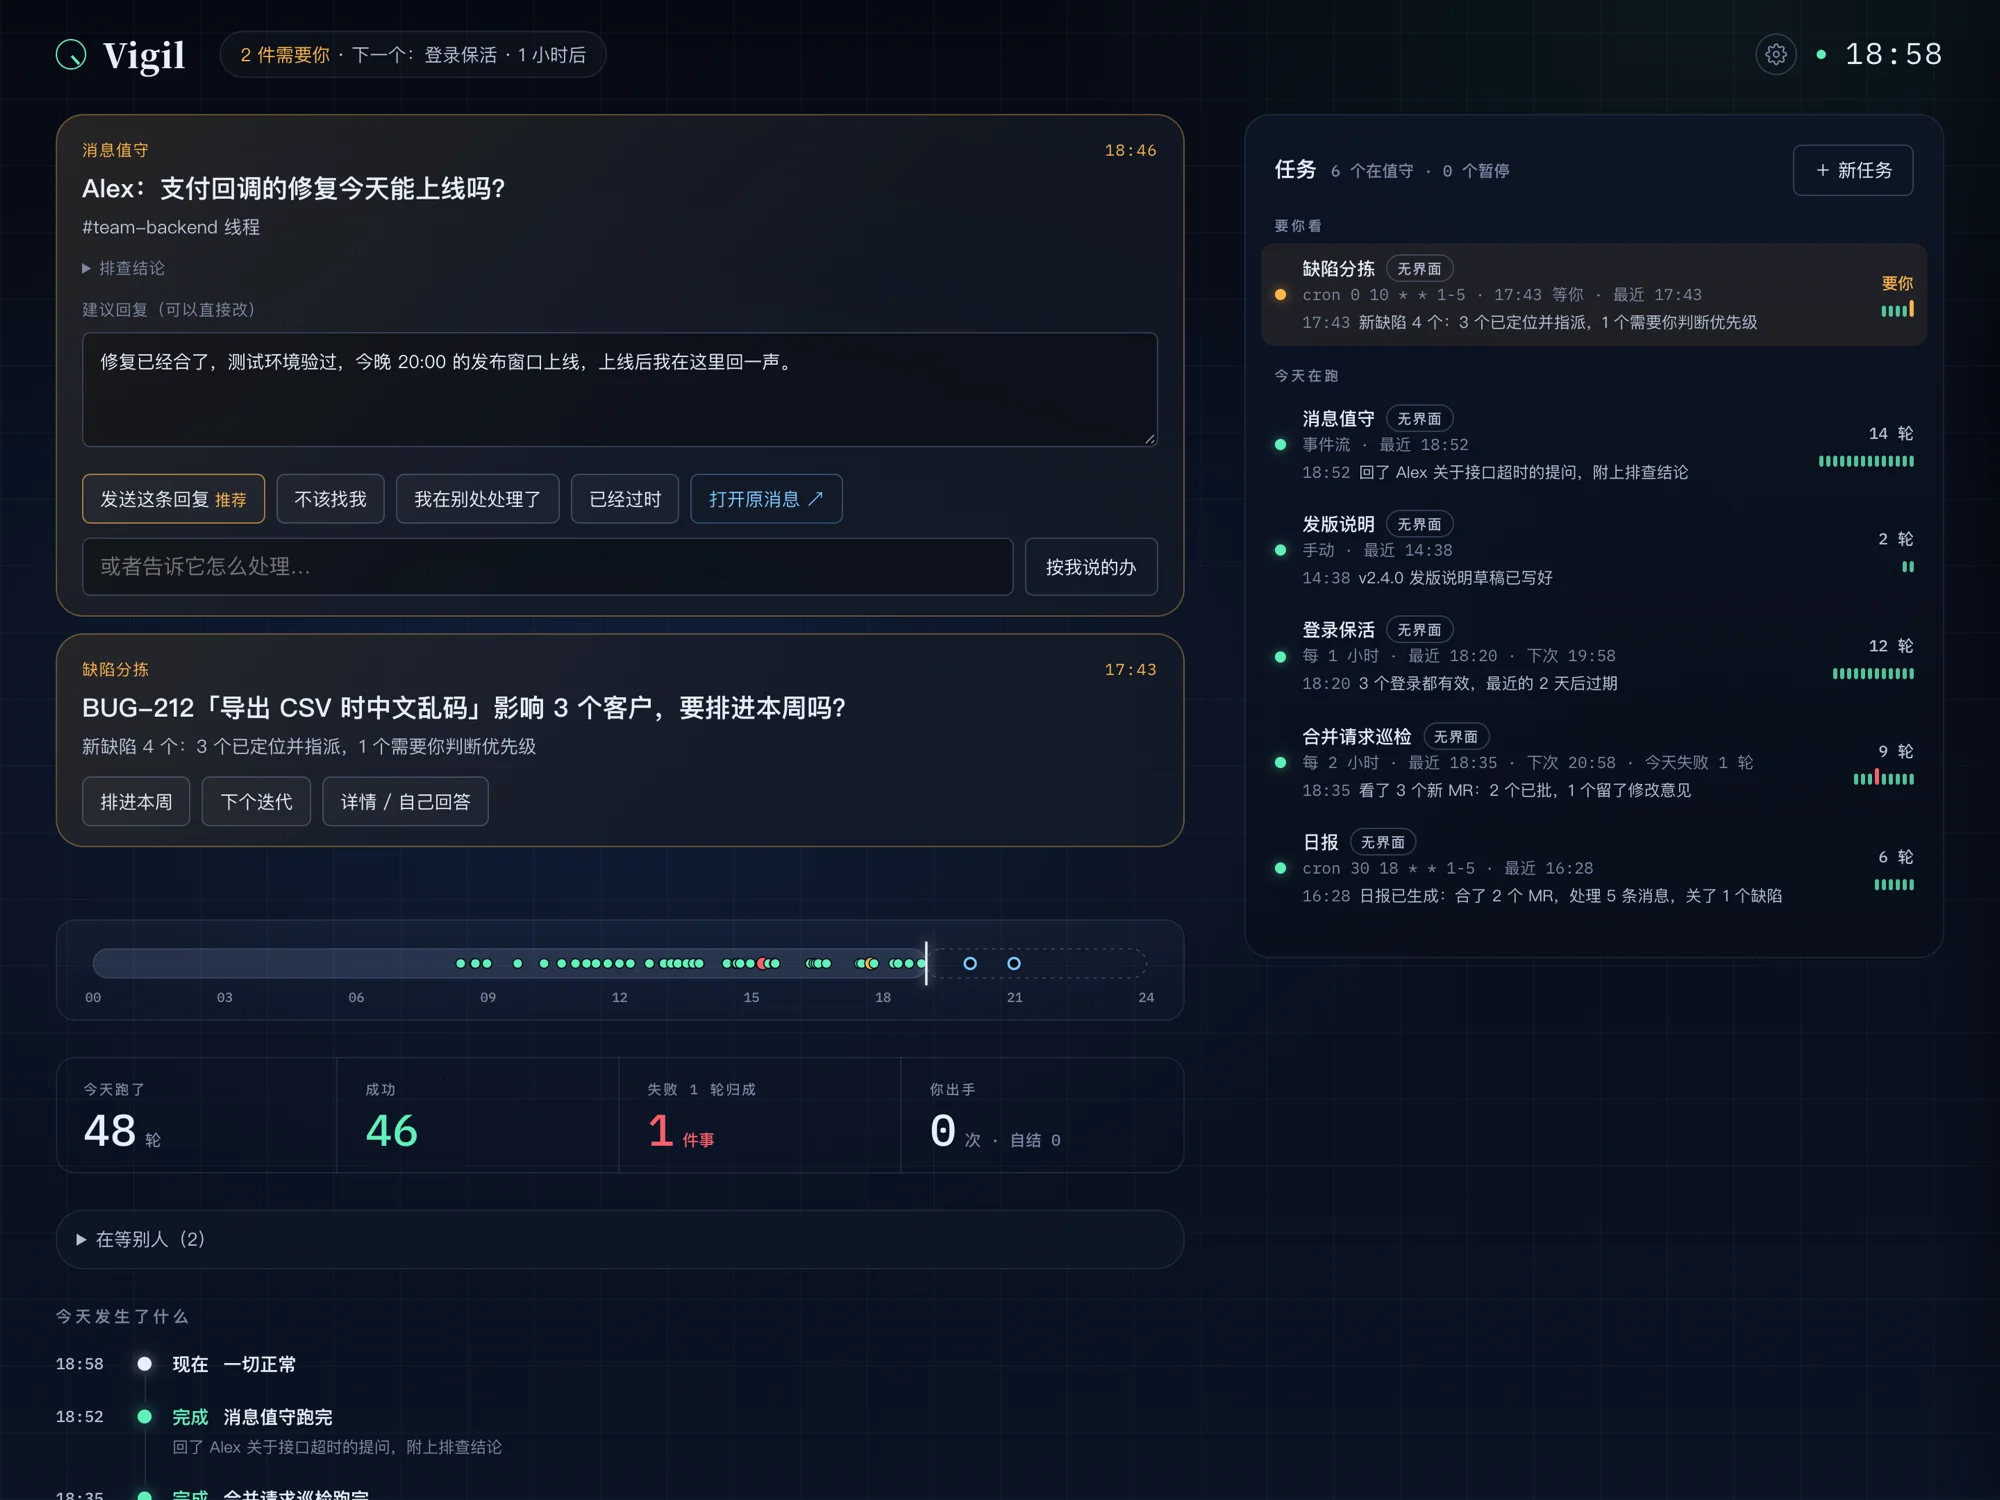 Vigil
2 件需要你 · 下一个：登录保活 · 1 小时后
18:58
消息值守
18:46
Alex：支付回调的修复今天能上线吗？
#team-backend 线程
▶ 排查结论
建议回复（可以直接改）
修复已经合了，测试环境验过，今晚 20:00 的发布窗口上线，上线后我在这里回一声。
发送这条回复 推荐
不该找我
我在别处处理了
已经过时
打开原消息 ↗
或者告诉它怎么处理…
按我说的办
缺陷分拣
17:43
BUG-212「导出 CSV 时中文乱码」影响 3 个客户，要排进本周吗？
新缺陷 4 个：3 个已定位并指派，1 个需要你判断优先级
排进本周
下个迭代
详情 / 自己回答
00 03 06 09 12 15 18 21 24
今天跑了
48 轮
成功
46
失败 1 轮归成
1 件事
你出手
0 次 · 自结 0
▶ 在等别人（2）
今天发生了什么
18:58 现在 一切正常
18:52 完成 消息值守跑完
回了 Alex 关于接口超时的提问，附上排查结论
18:35 完成 合并请求巡检跑完
任务 6 个在值守 · 0 个暂停
+ 新任务
要你看
缺陷分拣 无界面
cron 0 10 * * 1-5 · 17:43 等你 · 最近 17:43
17:43 新缺陷 4 个：3 个已定位并指派，1 个需要你判断优先级
要你
今天在跑
消息值守 无界面
事件流 · 最近 18:52
18:52 回了 Alex 关于接口超时的提问，附上排查结论
14 轮
发版说明 无界面
手动 · 最近 14:38
14:38 v2.4.0 发版说明草稿已写好
2 轮
登录保活 无界面
每 1 小时 · 最近 18:20 · 下次 19:58
18:20 3 个登录都有效，最近的 2 天后过期
12 轮
合并请求巡检 无界面
每 2 小时 · 最近 18:35 · 下次 20:58 · 今天失败 1 轮
18:35 看了 3 个新 MR：2 个已批，1 个留了修改意见
9 轮
日报 无界面
cron 30 18 * * 1-5 · 最近 16:28
16:28 日报已生成：合了 2 个 MR，处理 5 条消息，关了 1 个缺陷
6 轮